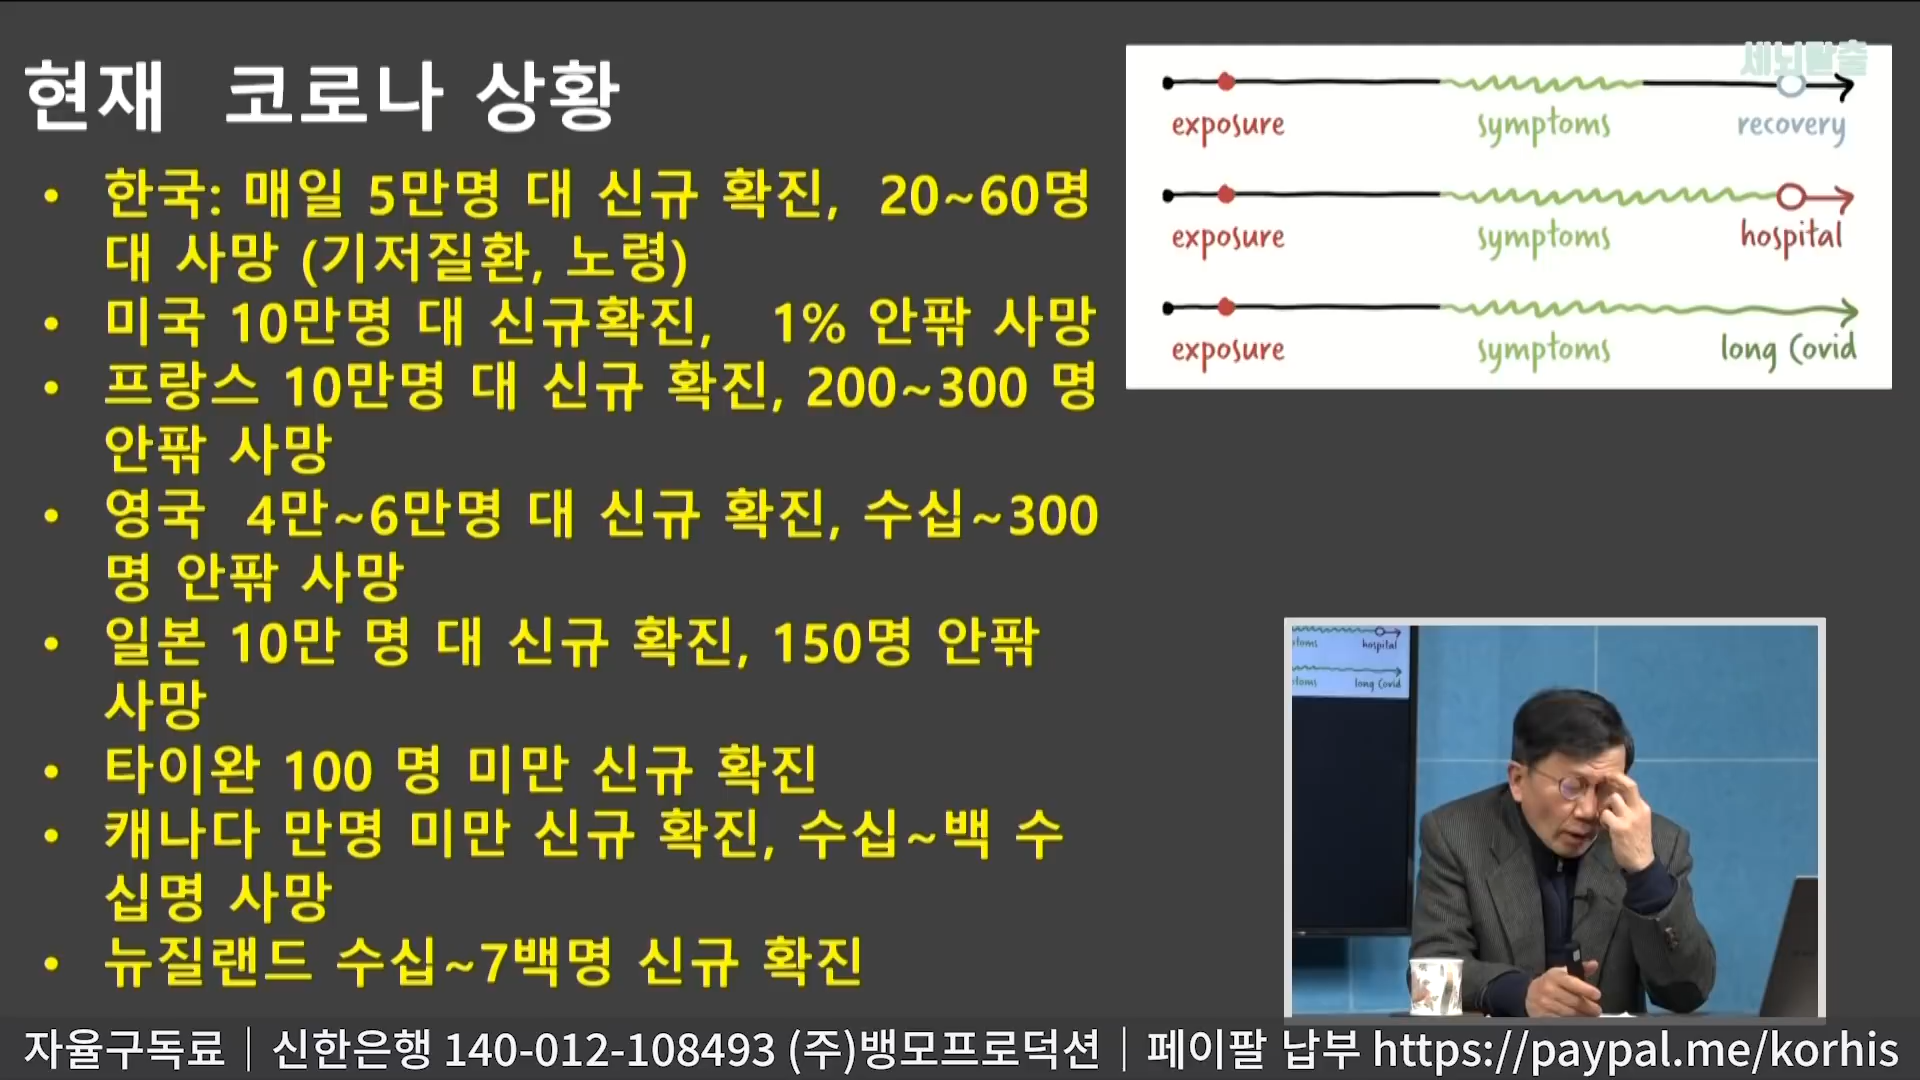 현재 코로나 상황
• 한국: 매일 5만명 대 신규 확진, 20~60명
대 사망 (기저질환, 노령)
• 미국 10만명 대 신규확진, 1% 안팎 사망
• 프랑스 10만명 대 신규 확진, 200~300 명
안팎 사망
• 영국 4만~6만명 대 신규 확진, 수십~300
명 안팎 사망
• 일본 10만 명 대 신규 확진, 150명 안팎
사망
• 타이완 100 명 미만 신규 확진
• 캐나다 만명 미만 신규 확진, 수십~백 수
십명 사망
• 뉴질랜드 수십~7백명 신규 확진
세뇌탈출
exposure symptoms recovery
exposure symptoms hospital
exposure symptoms long Covid
toms hospital
toms long Covid
자율구독료｜신한은행 140-012-108493 (주)뱅모프로덕션｜페이팔 납부 https://paypal.me/korhis